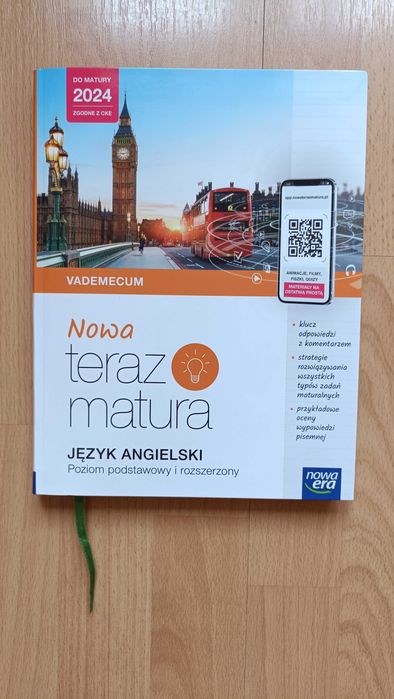 DO MATURY
2024
ZGODNE Z CKE
app.nowaterazmatura.pl
ANIMACJE, FILMY,
FISZKI, QUIZY
MATERIAŁY NA
OSTATNIĄ PROSTĄ
VADEMECUM
Nowa
teraz
matura
JĘZYK ANGIELSKI
Poziom podstawowy i rozszerzony
• klucz
odpowiedzi
z komentarzem
• strategie
rozwiązywania
wszystkich
typów zadań
maturalnych
• przykładowe
oceny
wypowiedzi
pisemnej
nowa
era